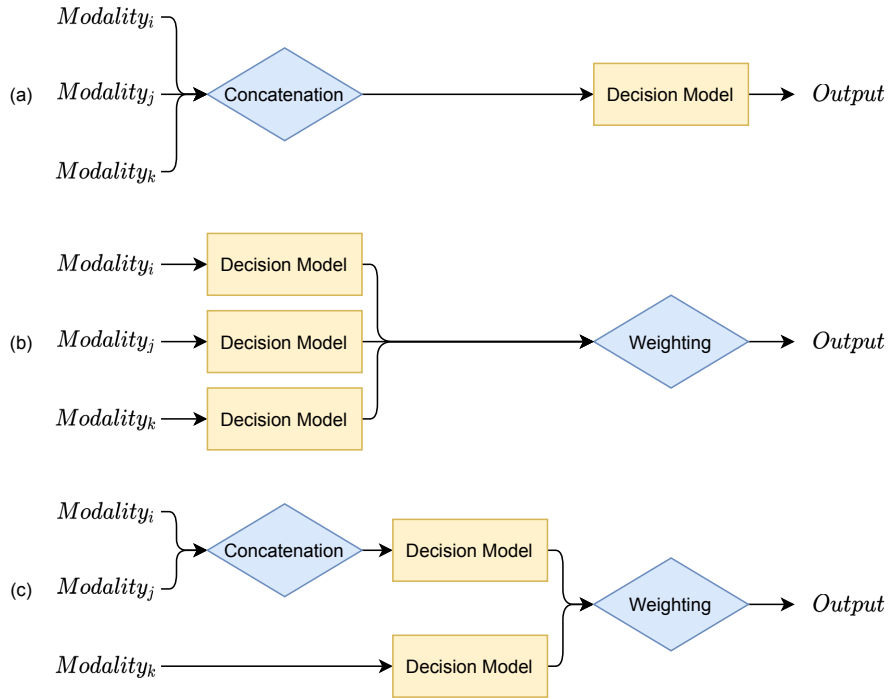 Modality_i
(a) Modality_j Concatenation Decision Model Output
Modality_k
Modality_i Decision Model
(b) Modality_j Decision Model Weighting Output
Modality_k Decision Model
Modality_i
Concatenation Decision Model
(c) Modality_j Weighting Output
Modality_k Decision Model